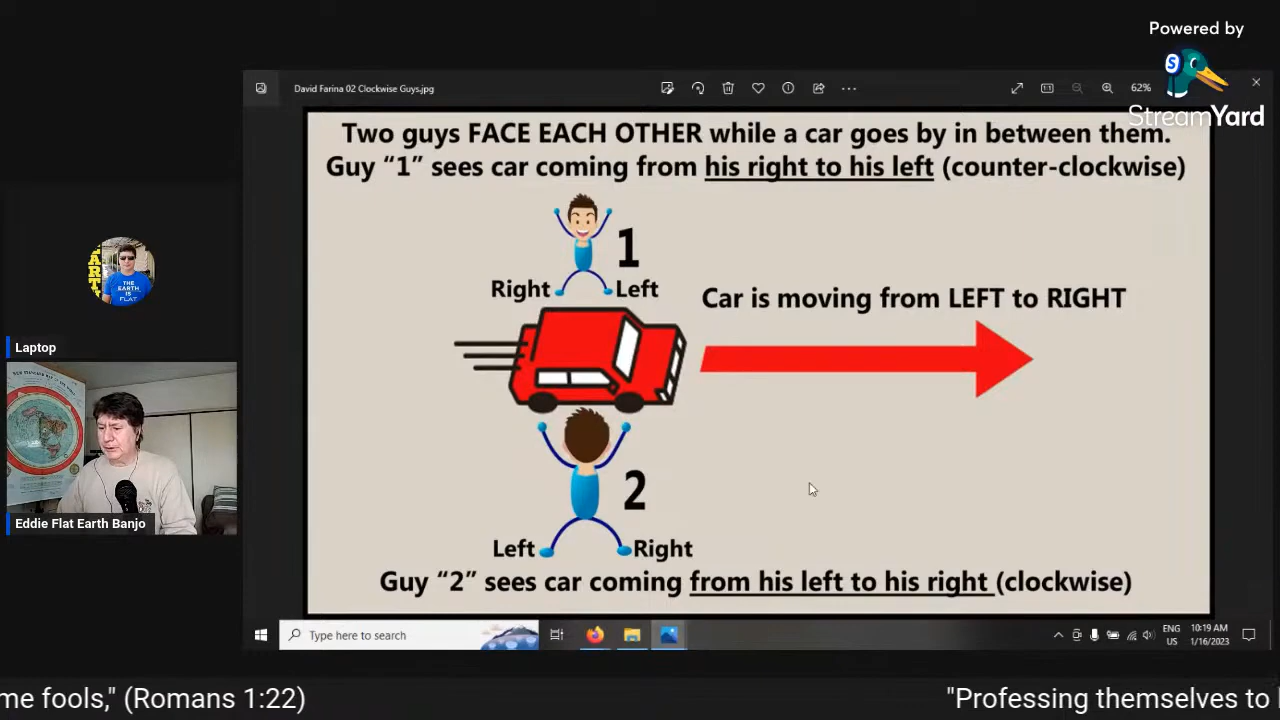 Powered by
StreamYard
David Farina 02 Clockwise Guys.jpg
62%
Two guys FACE EACH OTHER while a car goes by in between them.
Guy “1” sees car coming from his right to his left (counter-clockwise)
1
Right
Left
Car is moving from LEFT to RIGHT
2
Left
Right
Guy “2” sees car coming from his left to his right (clockwise)
THE
EARTH
IS
FLAT
Laptop
Eddie Flat Earth Banjo
Type here to search
ENG
US
10:19 AM
1/16/2023
me fools," (Romans 1:22)
"Professing themselves to